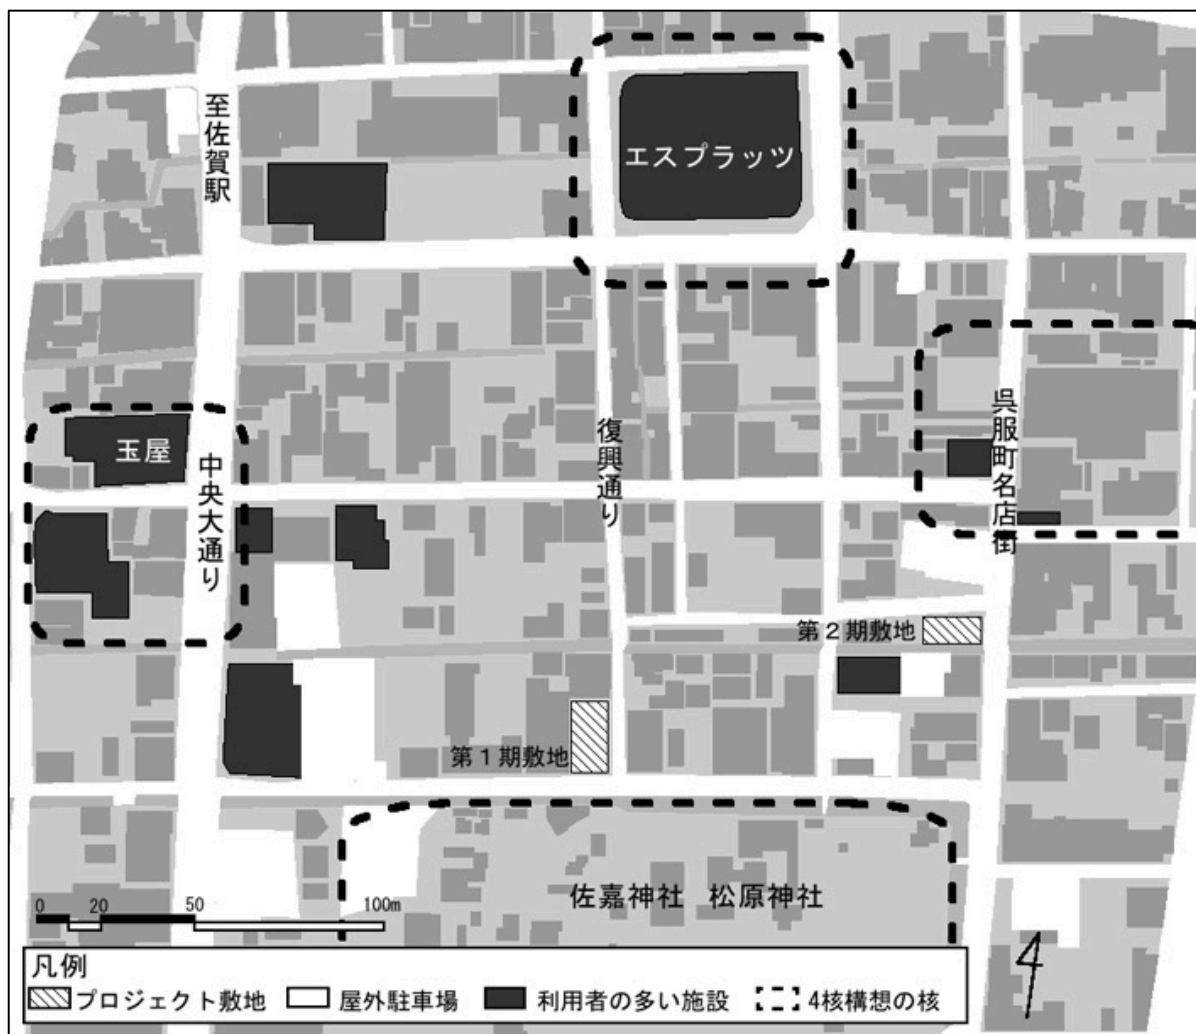 至佐賀駅
エスプラッツ
玉屋
中央大通り
復興通り
呉服町名店街
第2期敷地
第1期敷地
佐嘉神社 松原神社
0 20 50 100m
4
凡例
プロジェクト敷地 屋外駐車場 利用者の多い施設 4核構想の核